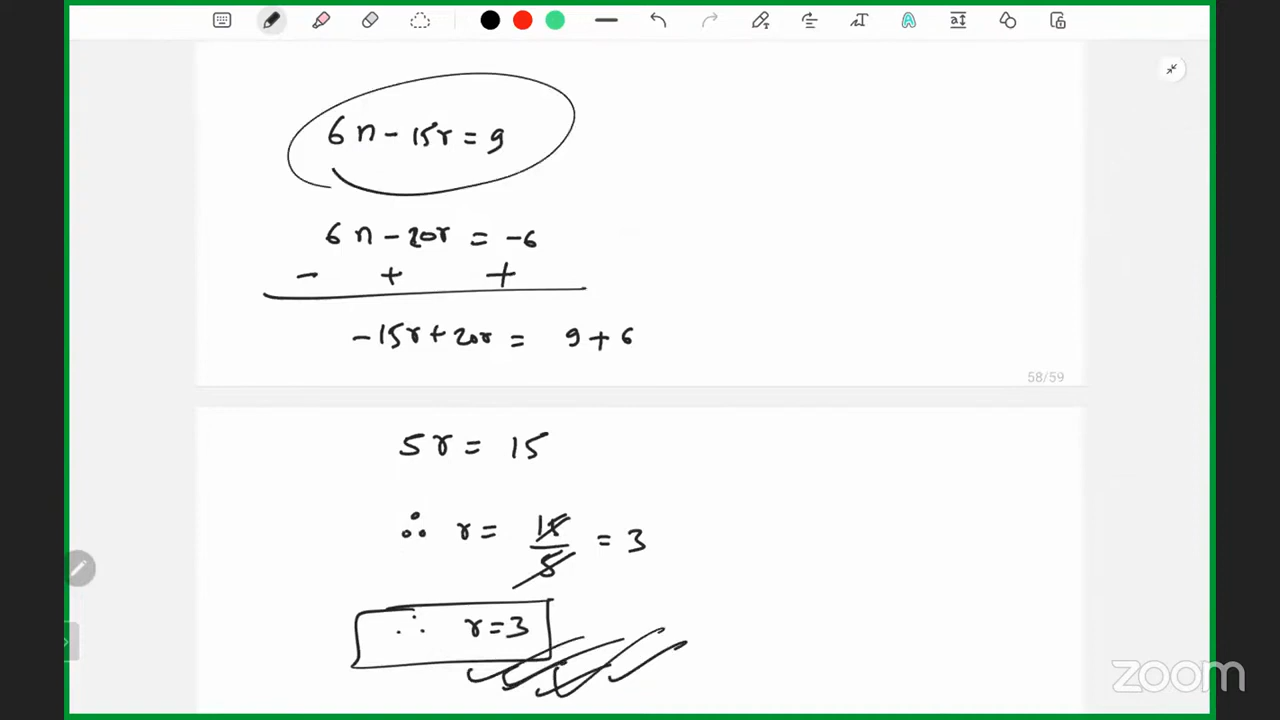 6n - 15r = 9
6n - 20r = -6
- + +
-15r + 20r = 9 + 6
58/59
5r = 15
∴ r = 15/5 = 3
∴ r = 3
zoom